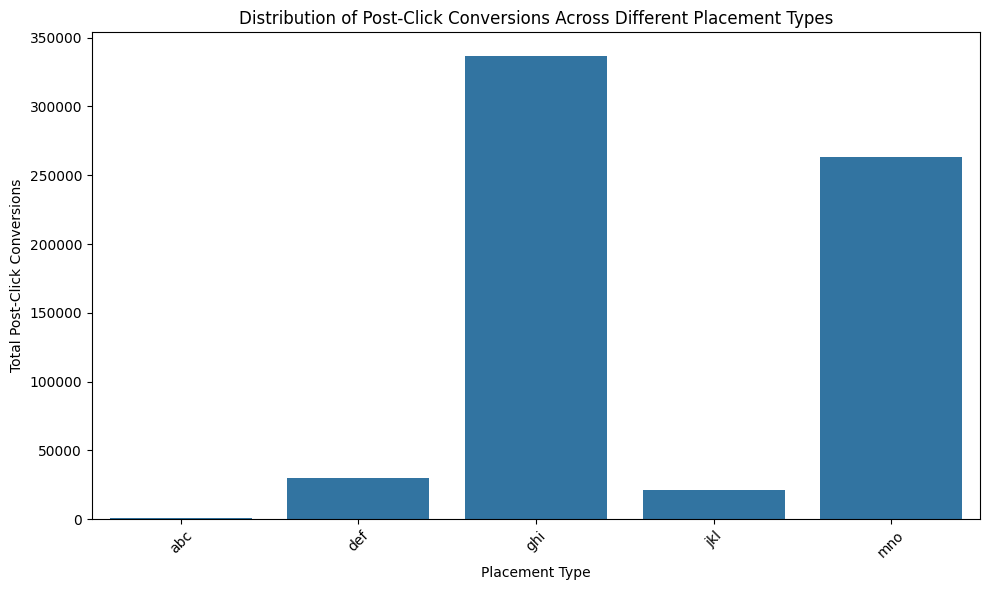 Distribution of Post-Click Conversions Across Different Placement Types
Total Post-Click Conversions
350000
300000
250000
200000
150000
100000
50000
0
abc
def
ghi
jkl
mno
Placement Type